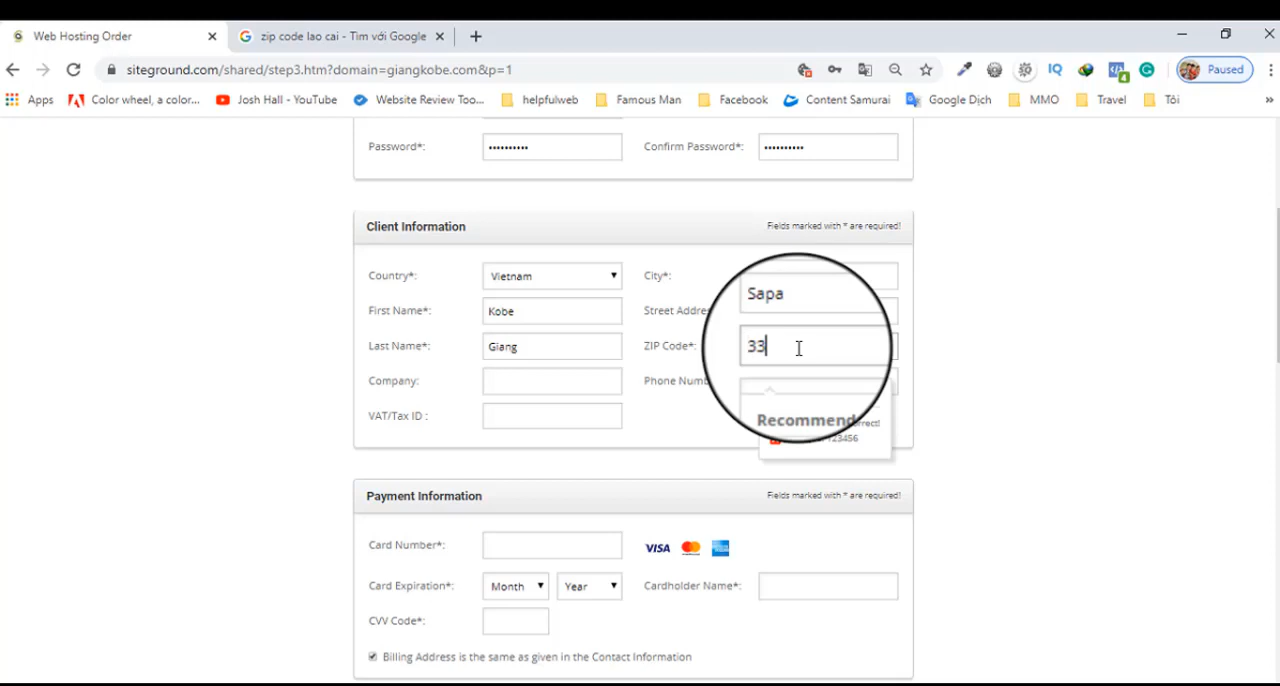 Web Hosting Order
zip code lao cai - Tìm với Google
siteground.com/shared/step3.htm?domain=giangkobe.com&p=1
IQ
4
Paused
Apps
Color wheel, a color...
Josh Hall - YouTube
Website Review Too...
helpfulweb
Famous Man
Facebook
Content Samurai
Google Dịch
MMO
Travel
Tôi
»
Password*:
••••••••••
Confirm Password*:
••••••••••
Client Information
Fields marked with * are required!
Country*:
Vietnam
City*:
Sapa
First Name*:
Kobe
Street Addre
Last Name*:
Giang
ZIP Code*:
33
Company:
Phone Num
VAT/Tax ID :
Recommend
rrect!
123456
Payment Information
Fields marked with * are required!
Card Number*:
VISA
Card Expiration*:
Month
Year
Cardholder Name*:
CVV Code*:
Billing Address is the same as given in the Contact Information